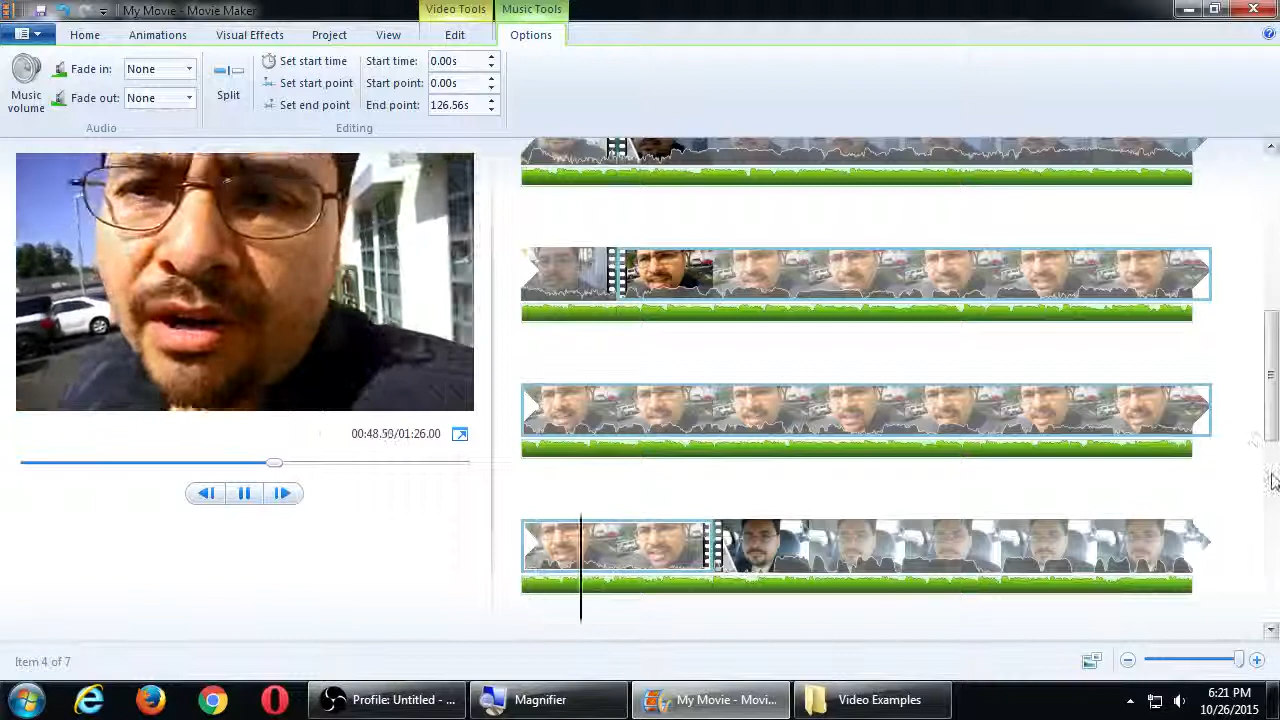 My Movie - Movie Maker
Video Tools
Music Tools
Home
Animations
Visual Effects
Project
View
Edit
Options
Music volume
Fade in: None
Fade out: None
Audio
Split
Set start time
Set start point
Set end point
Start time: 0.00s
Start point: 0.00s
End point: 126.56s
Editing
00:48.50/01:26.00
Item 4 of 7
Profile: Untitled - ...
Magnifier
My Movie - Movi...
Video Examples
6:21 PM
10/26/2015